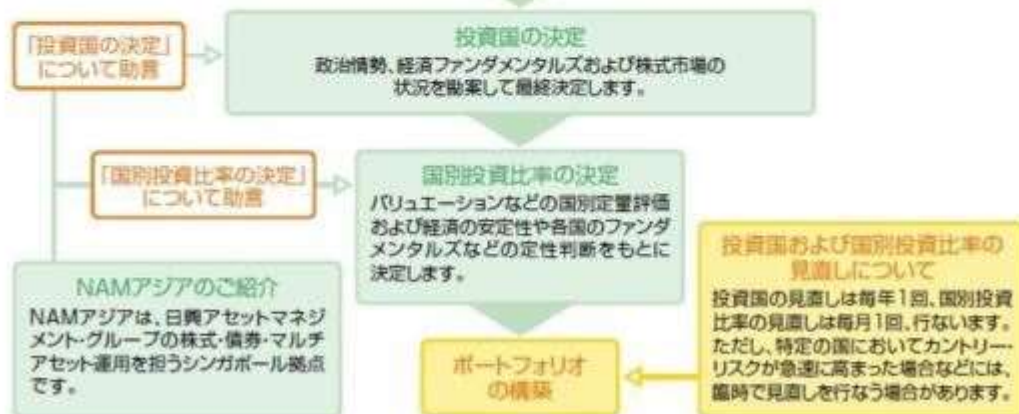 「投資国の決定」
について助言
投資国の決定
政治情勢、経済ファンダメンタルズおよび株式市場の
状況を勘案して最終決定します。
「国別投資比率の決定」
について助言
国別投資比率の決定
バリュエーションなどの国別定量評価
および経済の安定性や各国のファンダ
メンタルズなどの定性判断をもとに
決定します。
NAMアジアのご紹介
NAMアジアは、日興アセットマネジ
メント・グループの株式・債券・マルチ
アセット運用を担うシンガポール拠点
です。
投資国および国別投資比率の
見直しについて
投資国の見直しは毎年1回、国別投資
比率の見直しは毎月1回、行ないます。
ただし、特定の国においてカントリー・
リスクが急速に高まった場合などには、
臨時で見直しを行なう場合があります。
ポートフォリオ
の構築